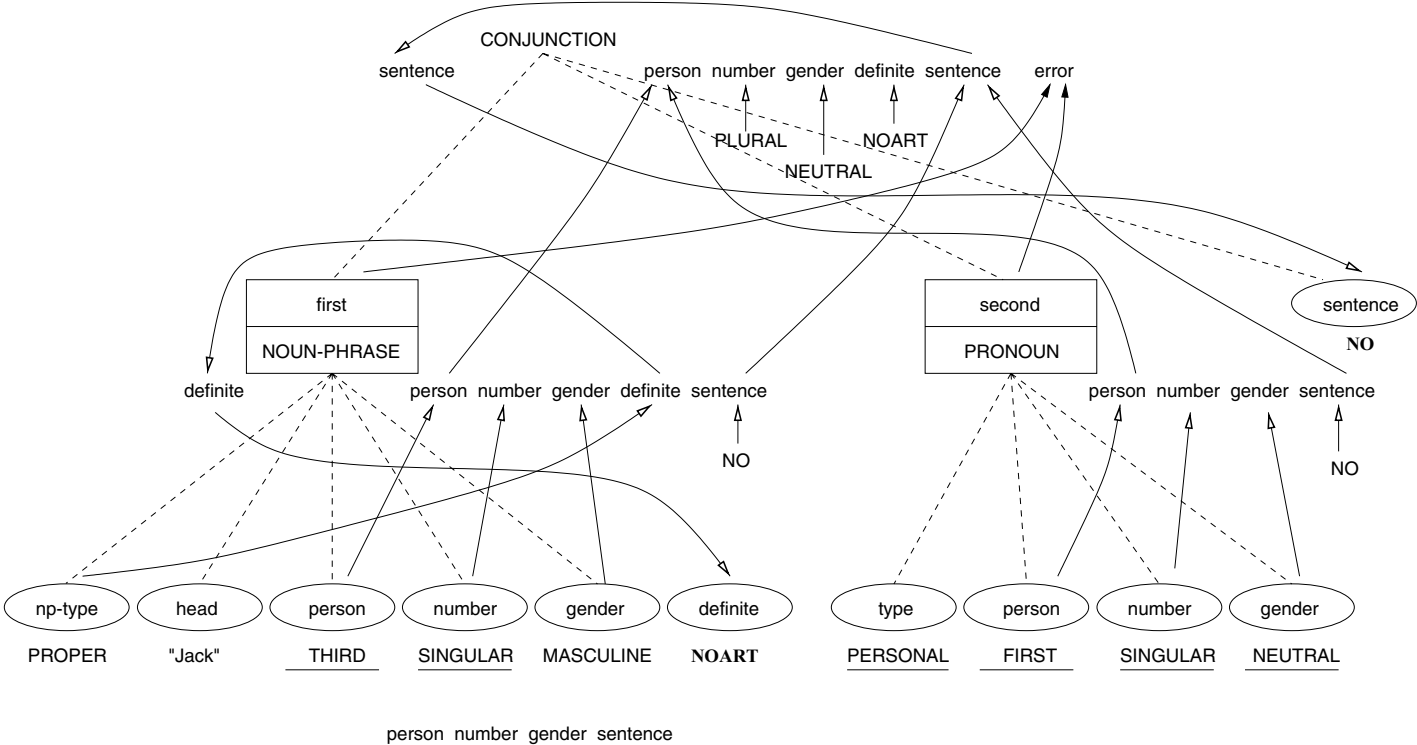 CONJUNCTION
sentence person number gender definite sentence error
PLURAL NOART
NEUTRAL
first second sentence
NO
NOUN-PHRASE PRONOUN
definite person number gender definite sentence person number gender sentence
NO NO
np-type head person number gender definite type person number gender
PROPER "Jack" THIRD SINGULAR MASCULINE NOART PERSONAL FIRST SINGULAR NEUTRAL
person number gender sentence